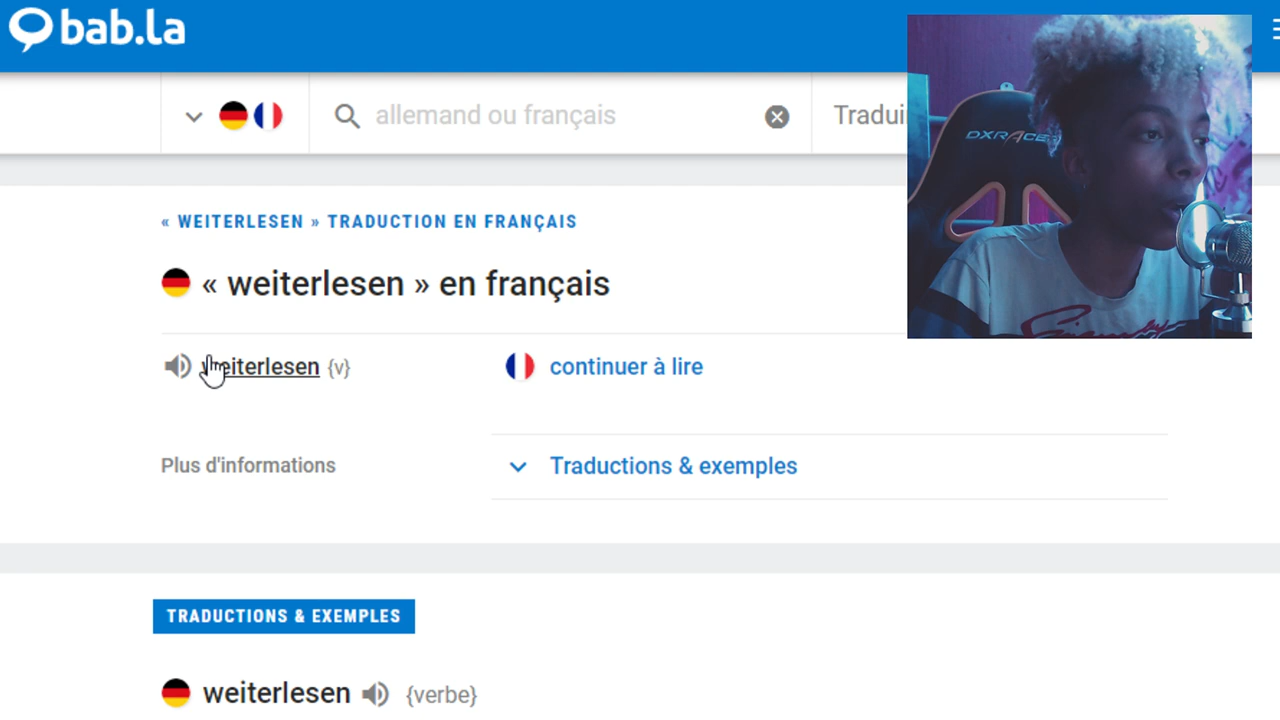 bab.la
allemand ou français
Tradui
DXRACER
« WEITERLESEN » TRADUCTION EN FRANÇAIS
« weiterlesen » en français
weiterlesen {v}
continuer à lire
Plus d'informations
Traductions & exemples
TRADUCTIONS & EXEMPLES
weiterlesen {verbe}